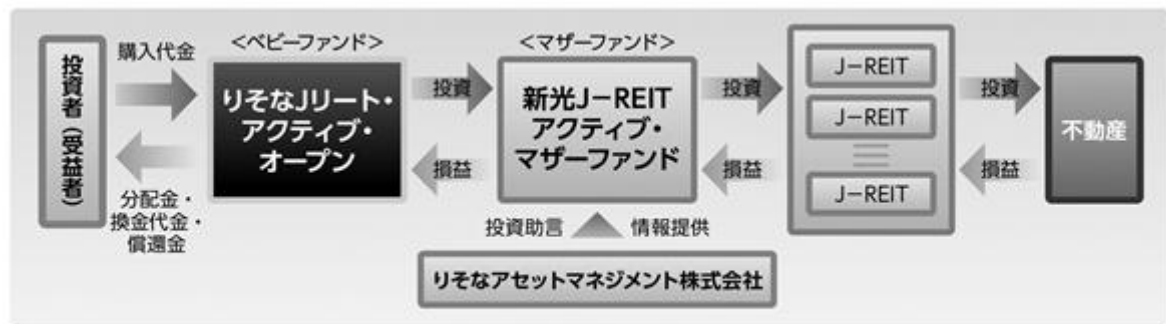 投資者（受益者）
購入代金
分配金・
換金代金・
償還金
＜ベビーファンド＞
りそなJリート・
アクティブ・
オープン
投資
損益
＜マザーファンド＞
新光J－REIT
アクティブ・
マザーファンド
投資助言
情報提供
りそなアセットマネジメント株式会社
投資
損益
J－REIT
J－REIT
J－REIT
投資
損益
不動産